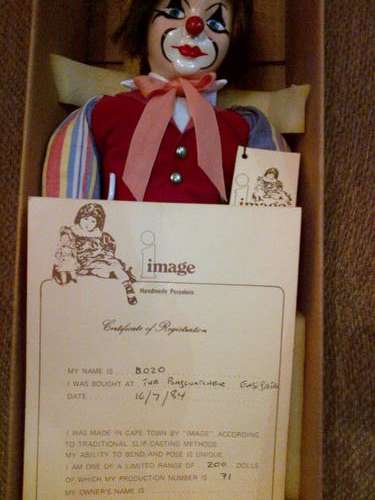 image
image
Handmade Porcelain
Certificate of Registration
MY NAME IS ... BOZO
I WAS BOUGHT AT THE
DATE 16/7/84
I WAS MADE IN CAPE TOWN BY "IMAGE", ACCORDING
TO TRADITIONAL SLIP-CASTING METHODS.
MY ABILITY TO BEND AND POSE IS UNIQUE.
I AM ONE OF A LIMITED RANGE OF 200 DOLLS
OF WHICH MY PRODUCTION NUMBER IS 71
MY OWNER'S NAME IS